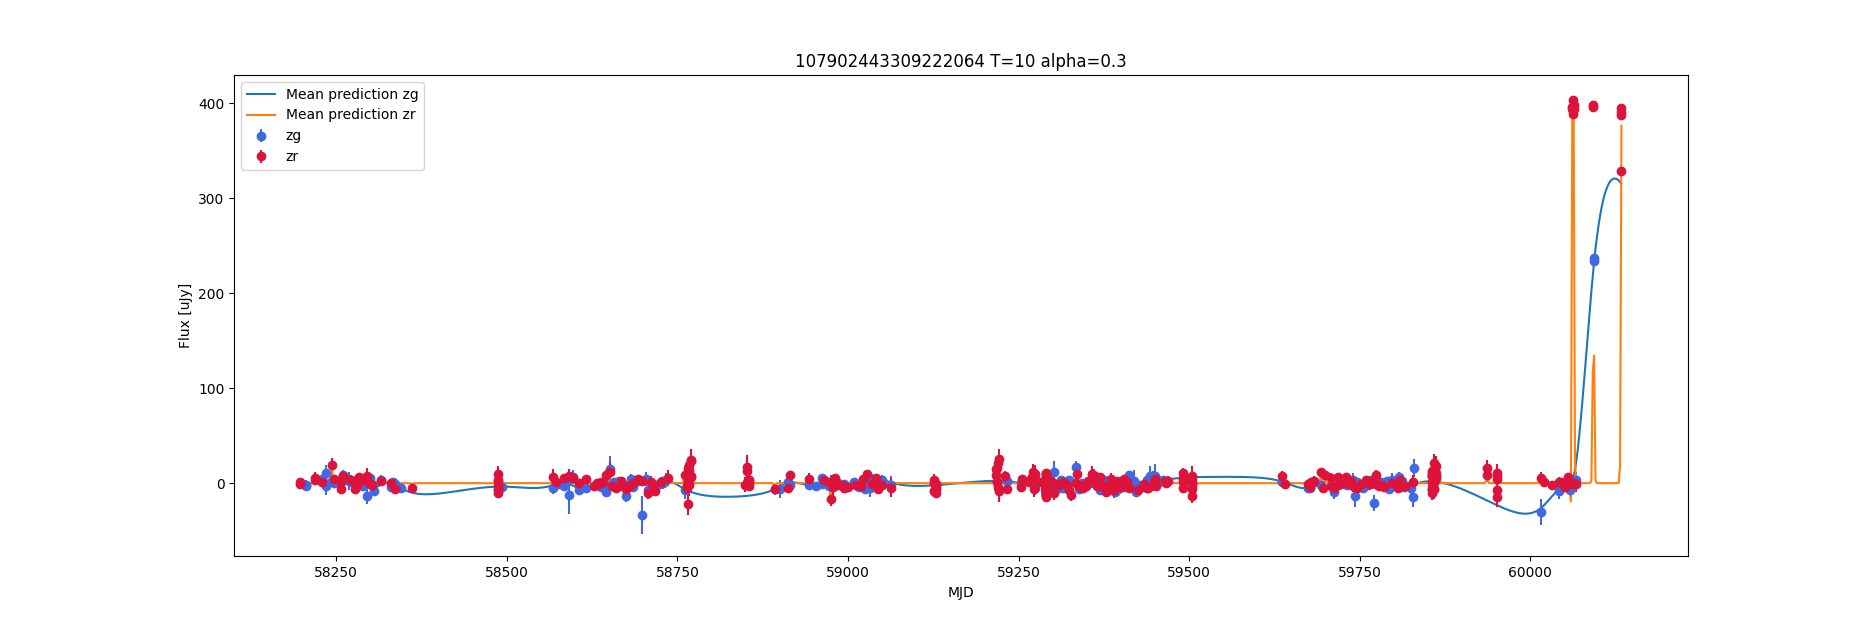 107902443309222064 T=10 alpha=0.3
Mean prediction zg
Mean prediction zr
zg
zr
400
300
200
100
0
Flux [uJy]
58250 58500 58750 59000 59250 59500 59750 60000
MJD